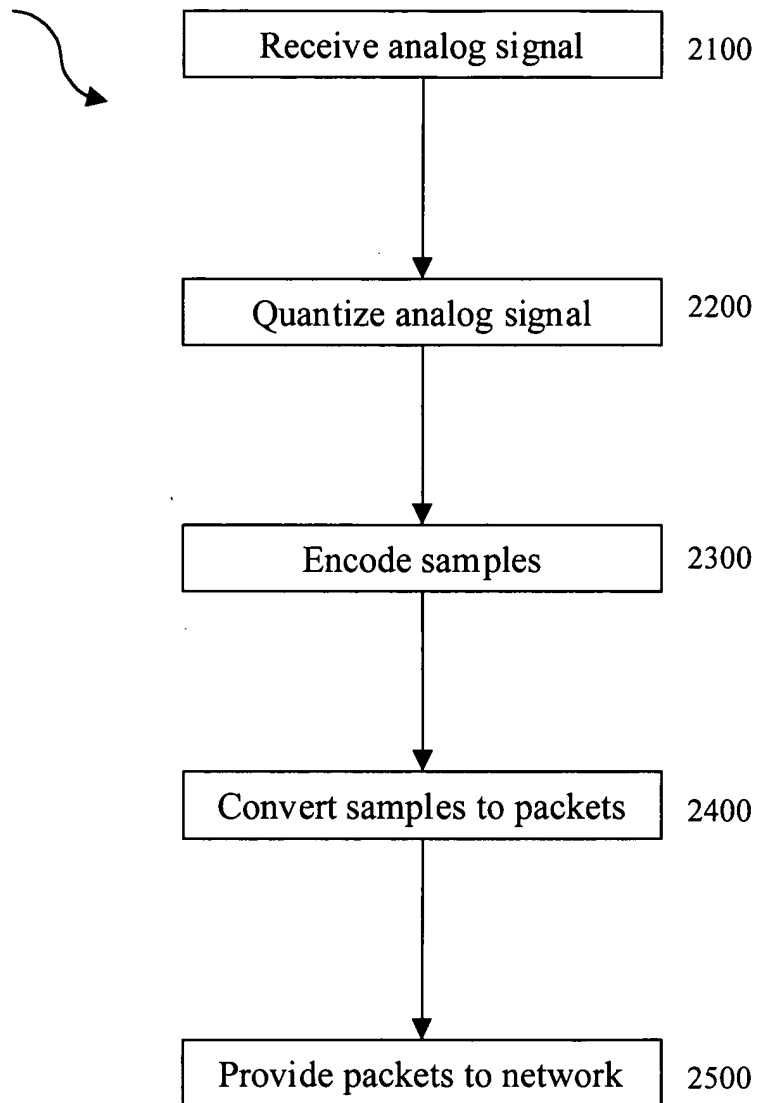 Receive analog signal 2100
Quantize analog signal 2200
Encode samples 2300
Convert samples to packets 2400
Provide packets to network 2500